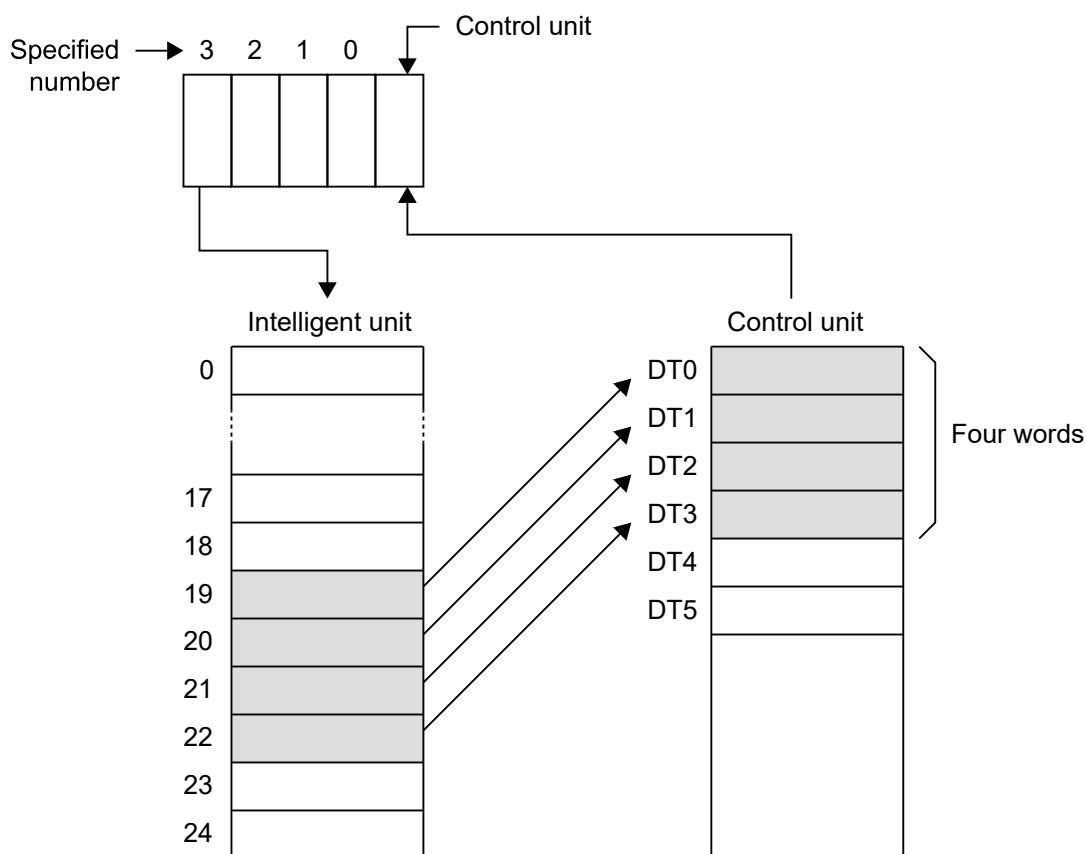 Control unit
Specified
number
3 2 1 0
Intelligent unit
Control unit
0
17
18
19
20
21
22
23
24
DT0
DT1
DT2
DT3
DT4
DT5
Four words